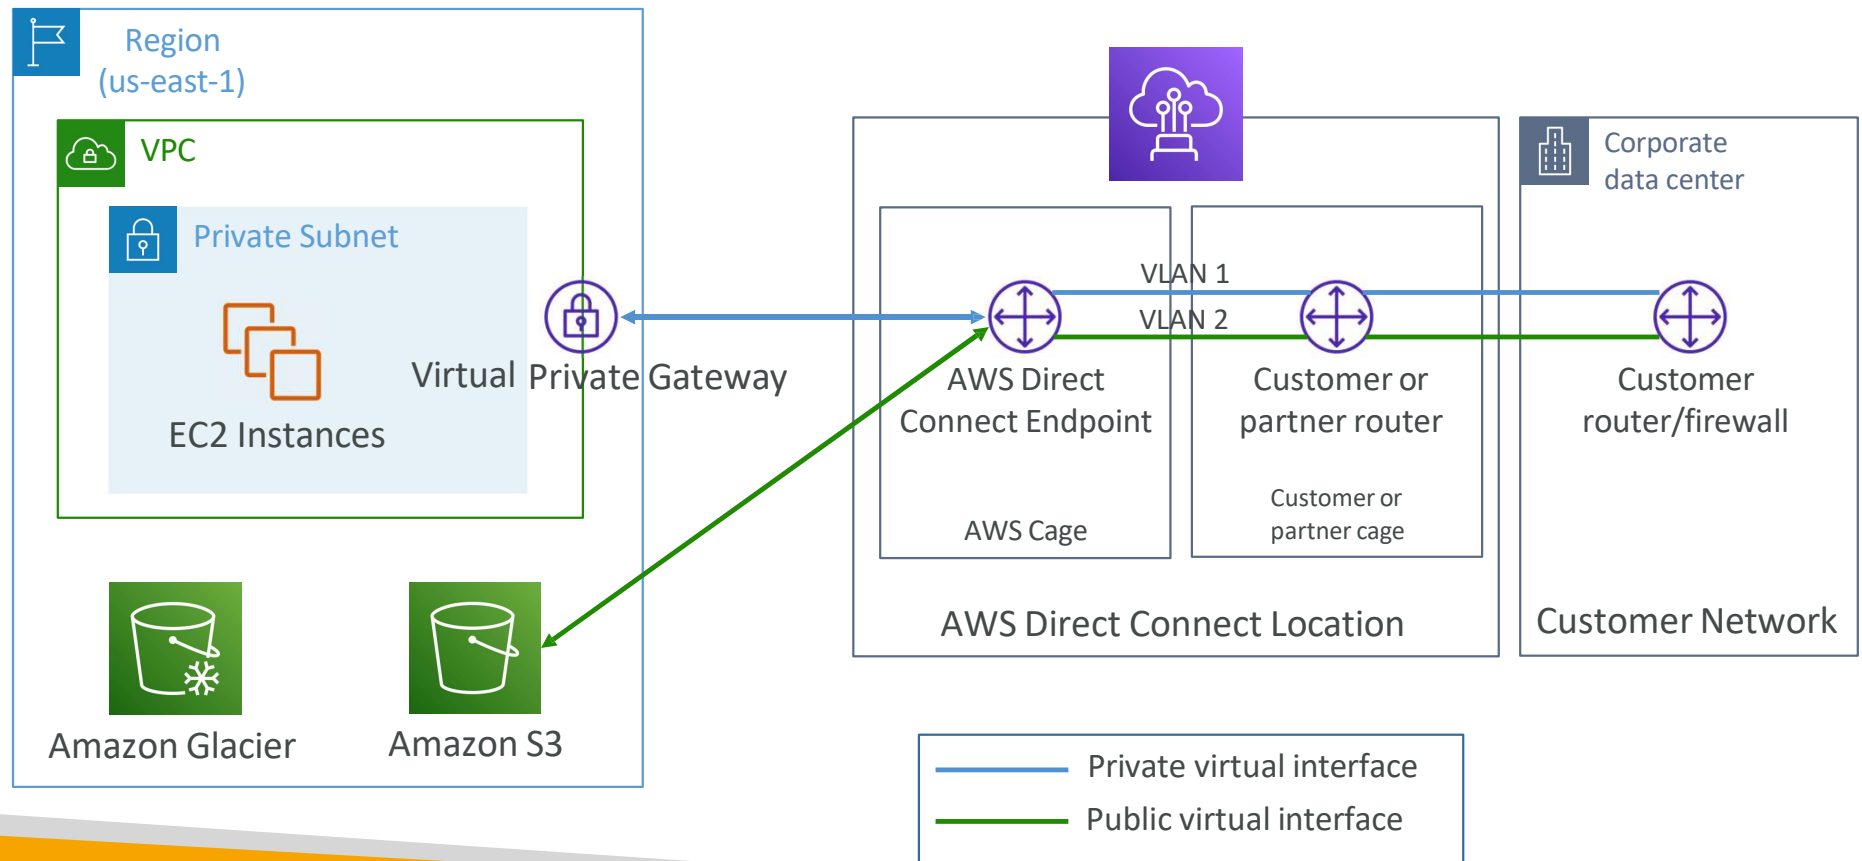 Region
(us-east-1)
VPC
Private Subnet
EC2 Instances
Virtual Private Gateway
Amazon Glacier
Amazon S3
VLAN 1
VLAN 2
AWS Direct
Connect Endpoint
AWS Cage
Customer or
partner router
Customer or
partner cage
AWS Direct Connect Location
Corporate
data center
Customer
router/firewall
Customer Network
Private virtual interface
Public virtual interface